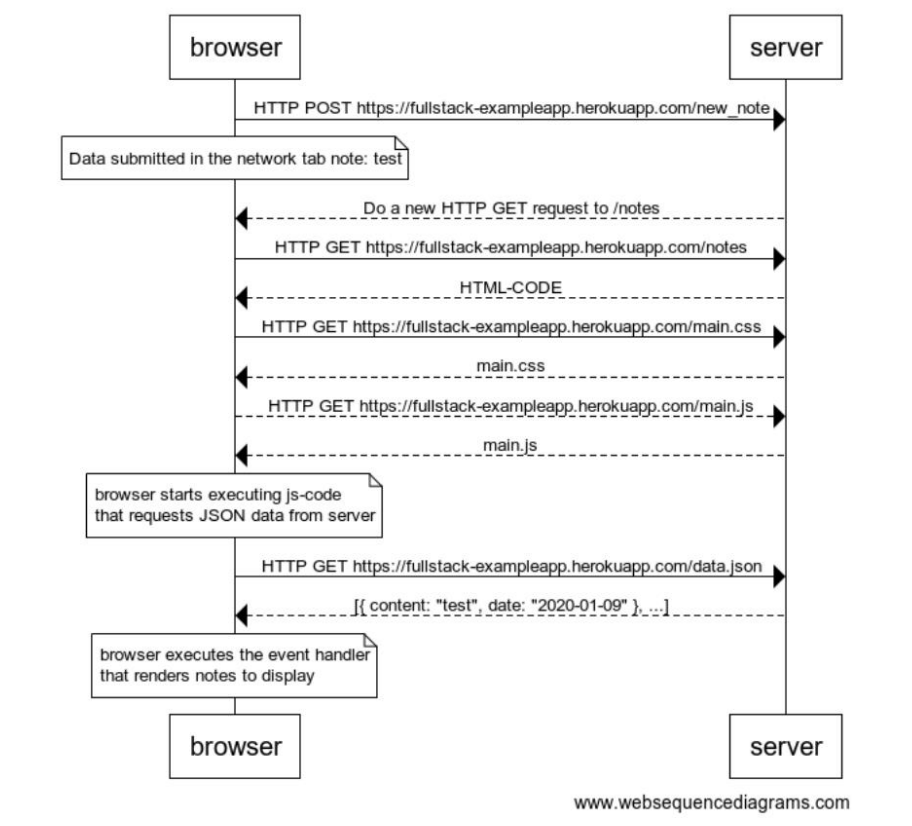 browser server
HTTP POST https://fullstack-exampleapp.herokuapp.com/new_note
Data submitted in the network tab note: test
Do a new HTTP GET request to /notes
HTTP GET https://fullstack-exampleapp.herokuapp.com/notes
HTML-CODE
HTTP GET https://fullstack-exampleapp.herokuapp.com/main.css
main.css
HTTP GET https://fullstack-exampleapp.herokuapp.com/main.js
main.js
browser starts executing js-code
that requests JSON data from server
HTTP GET https://fullstack-exampleapp.herokuapp.com/data.json
[{ content: "test", date: "2020-01-09" }, ...]
browser executes the event handler
that renders notes to display
browser server
www.websequencediagrams.com